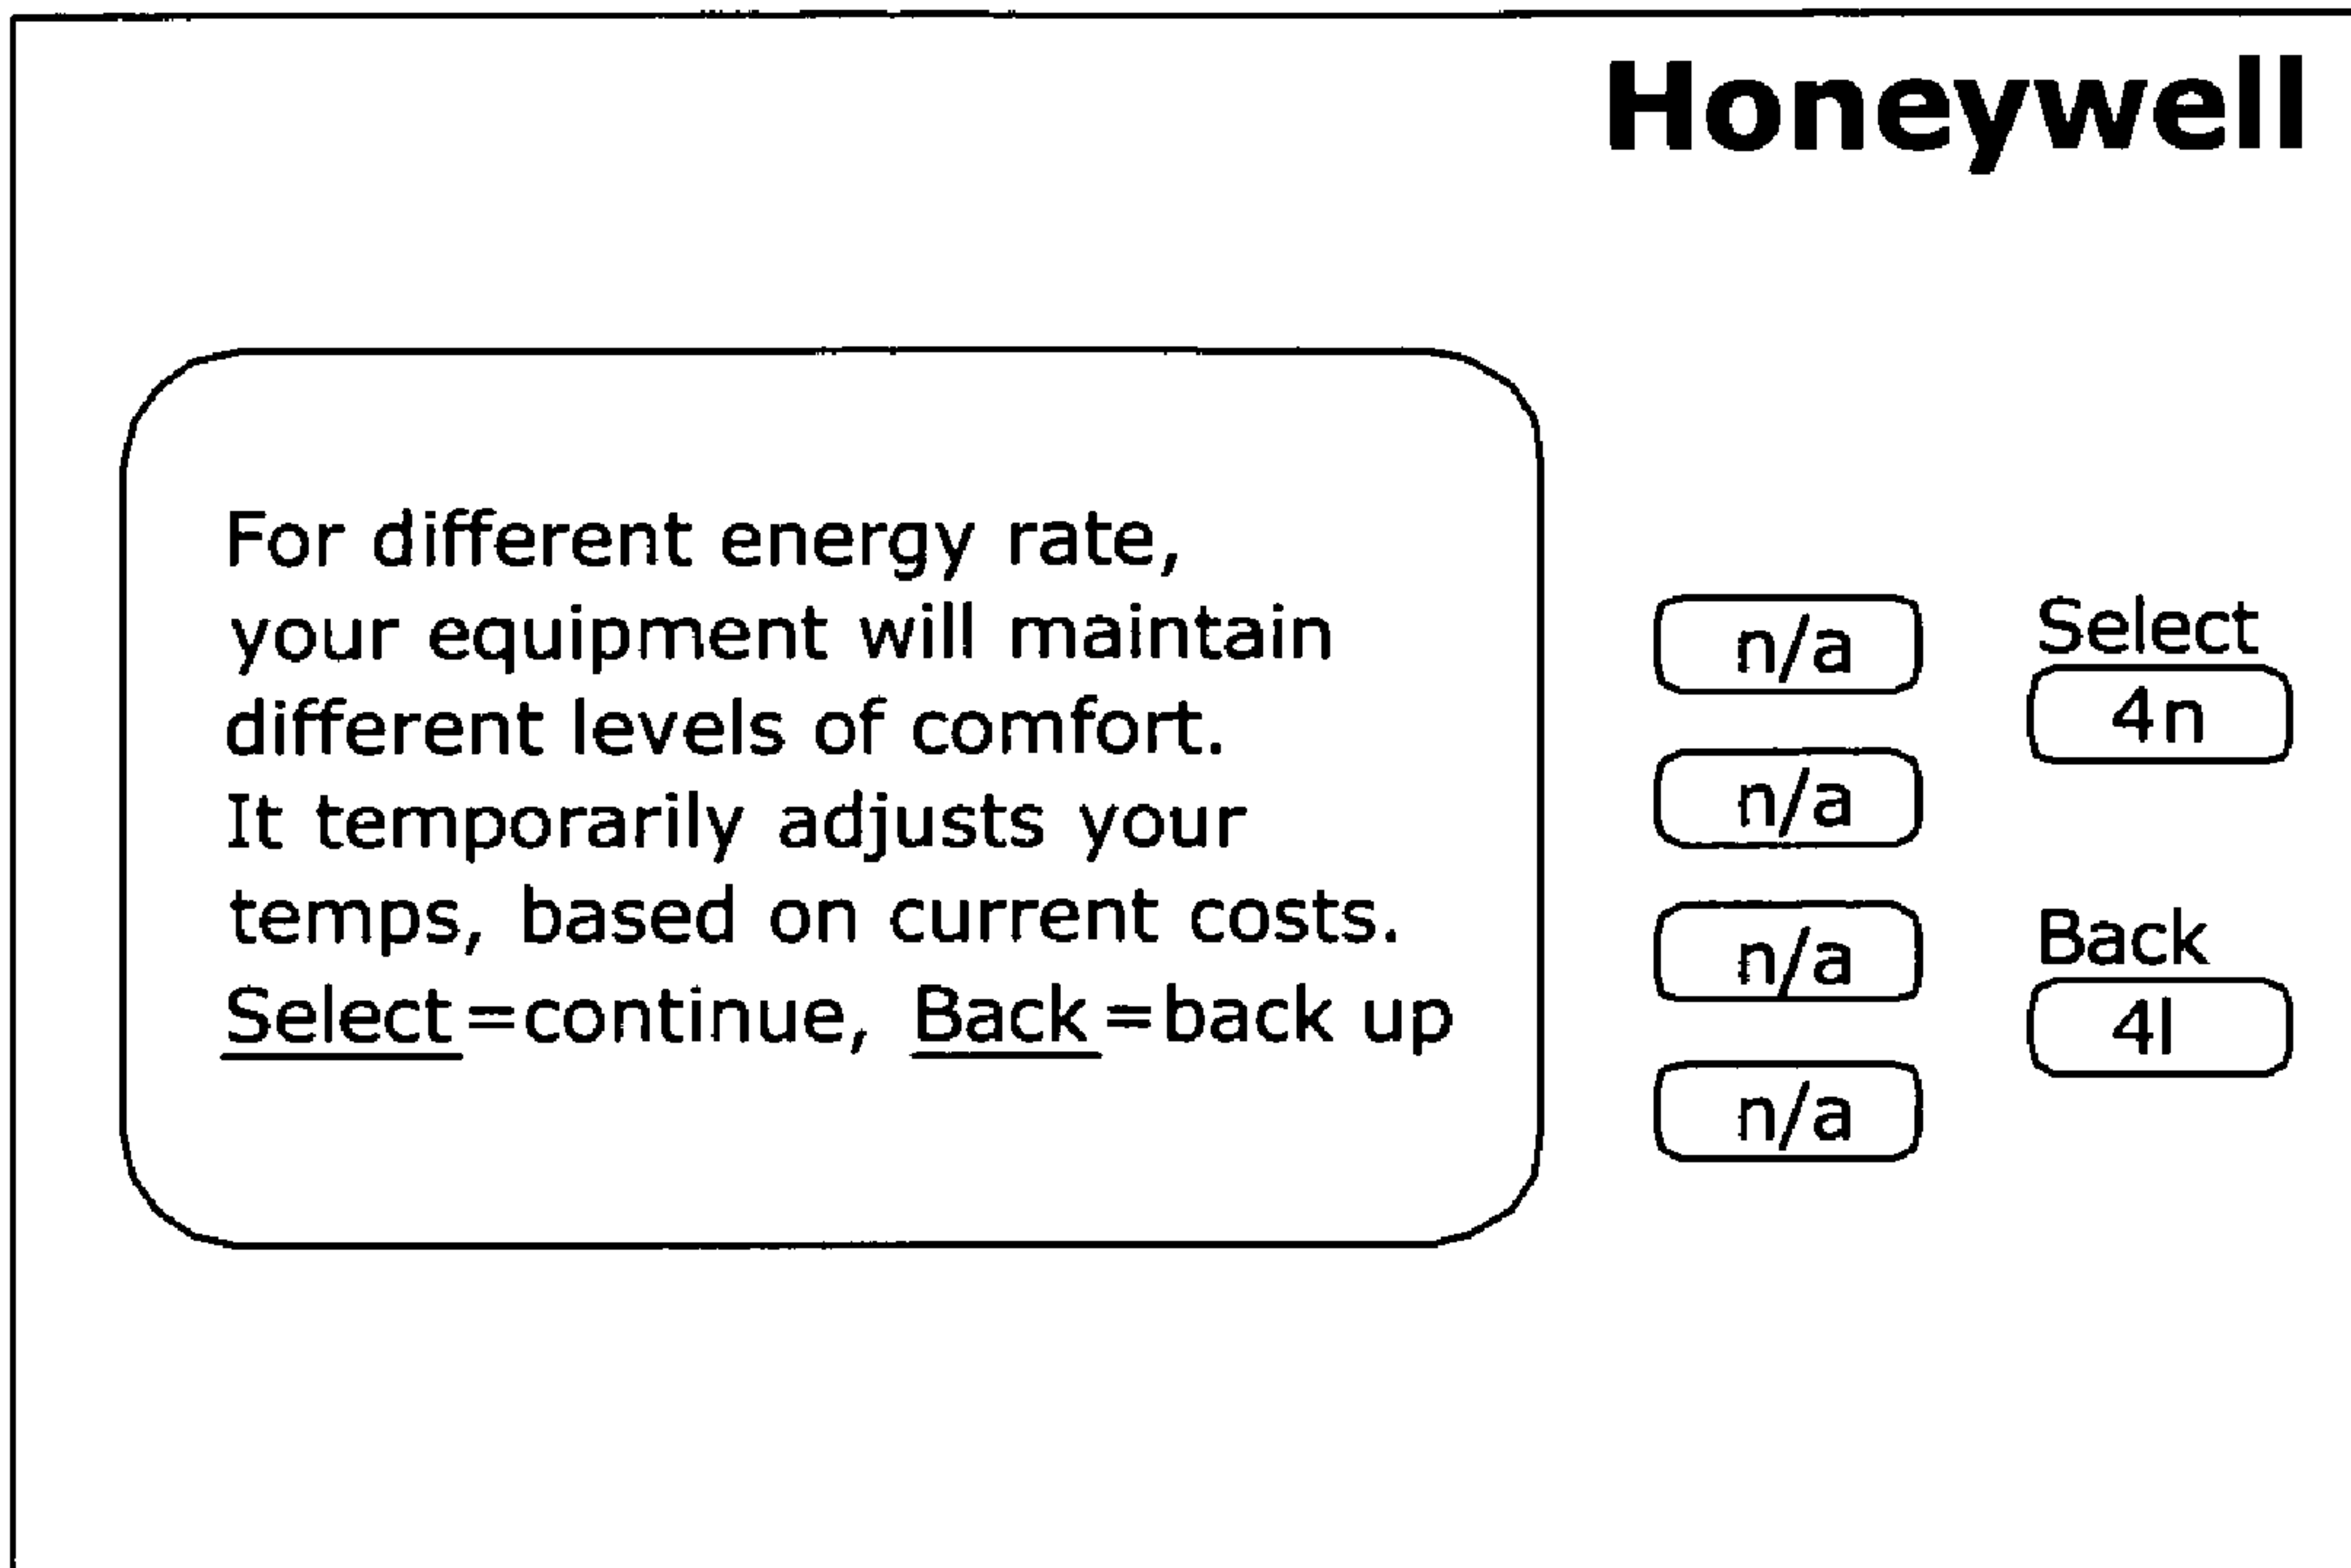 Honeywell
For different energy rate,
your equipment will maintain
different levels of comfort.
It temporarily adjusts your
temps, based on current costs.
Select=continue, Back=back up
n/a
n/a
n/a
n/a
Select
4n
Back
4l